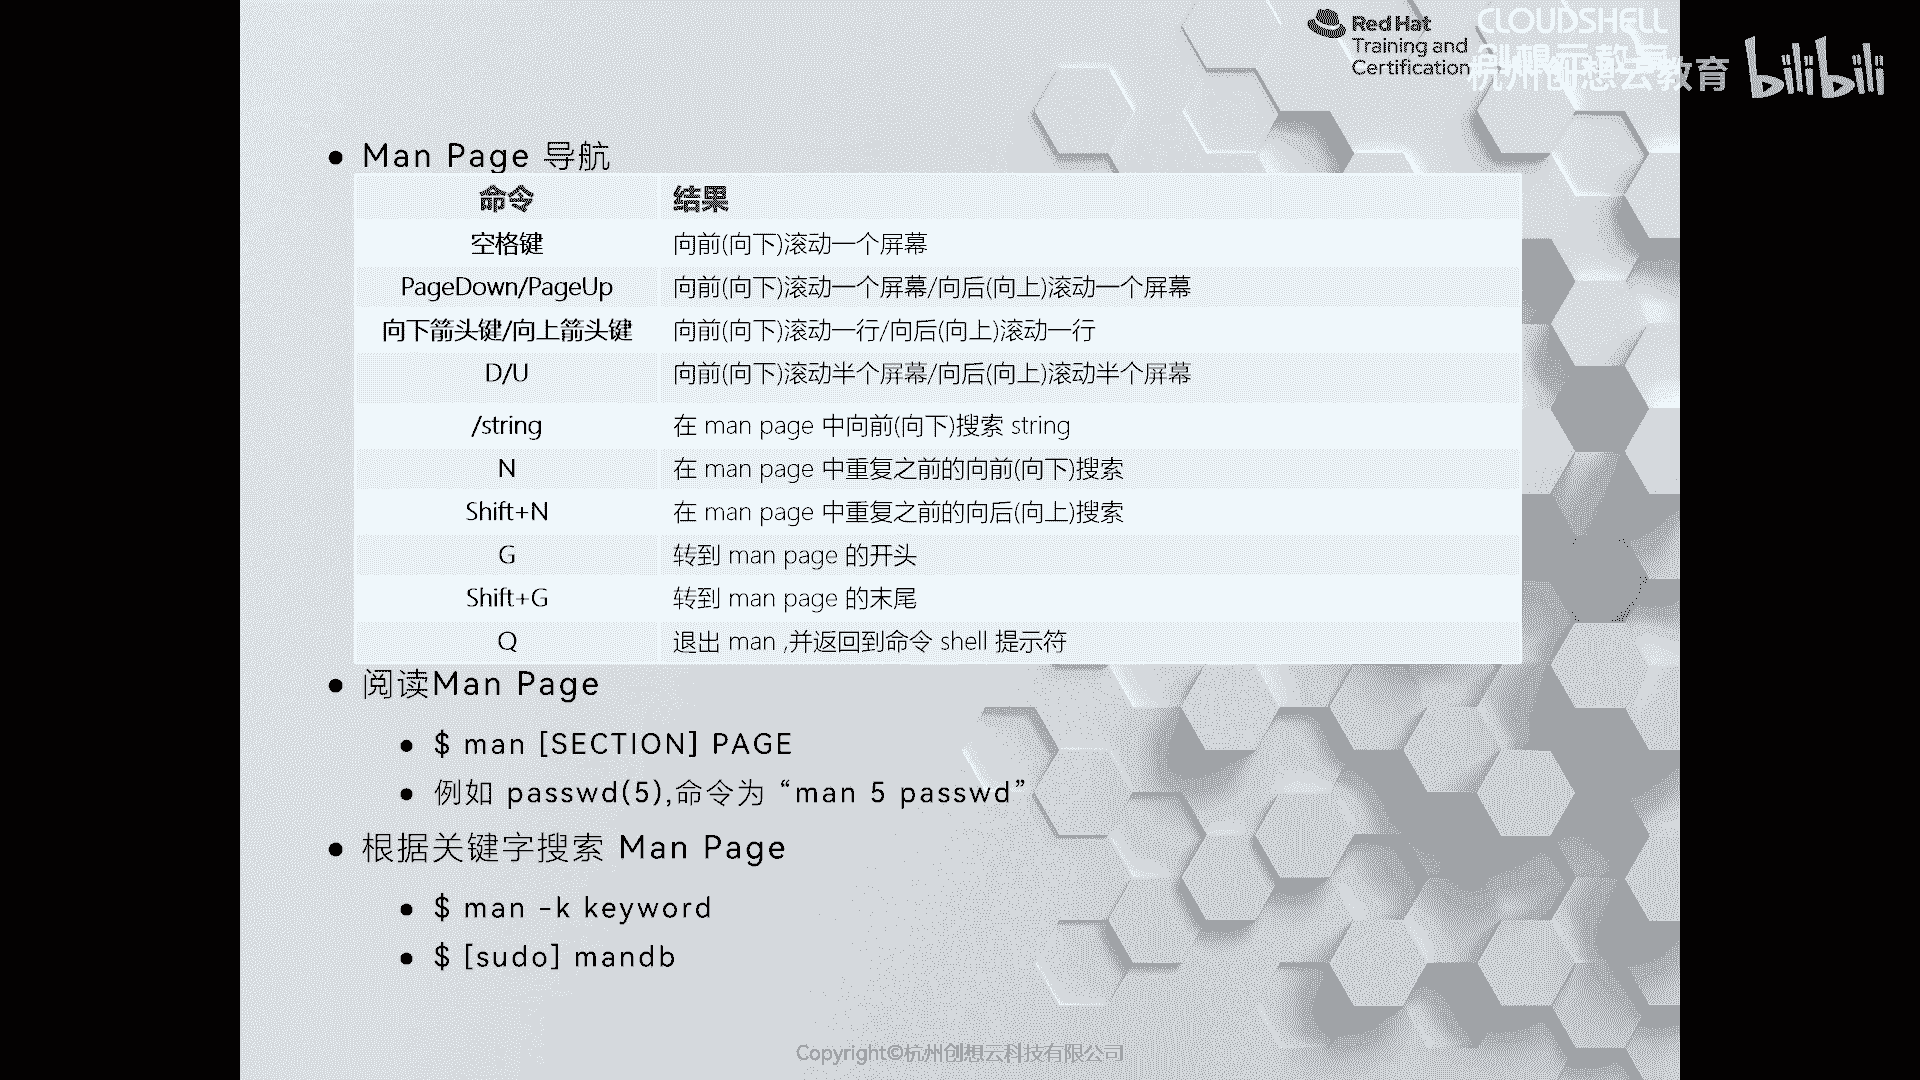 Red Hat
Training and
Certification
CLOUDSHELL
创想云教育
杭州创想云教育 bilibili
● Man Page 导航
命令 结果
空格键 向前(向下)滚动一个屏幕
PageDown/PageUp 向前(向下)滚动一个屏幕/向后(向上)滚动一个屏幕
向下箭头键/向上箭头键 向前(向下)滚动一行/向后(向上)滚动一行
D/U 向前(向下)滚动半个屏幕/向后(向上)滚动半个屏幕
/string 在 man page 中向前(向下)搜索 string
N 在 man page 中重复之前的向前(向下)搜索
Shift+N 在 man page 中重复之前的向后(向上)搜索
G 转到 man page 的开头
Shift+G 转到 man page 的末尾
Q 退出 man ,并返回到命令 shell 提示符
● 阅读Man Page
● $ man [SECTION] PAGE
● 例如 passwd(5),命令为 “man 5 passwd”
● 根据关键字搜索 Man Page
● $ man -k keyword
● $ [sudo] mandb
Copyright©杭州创想云科技有限公司